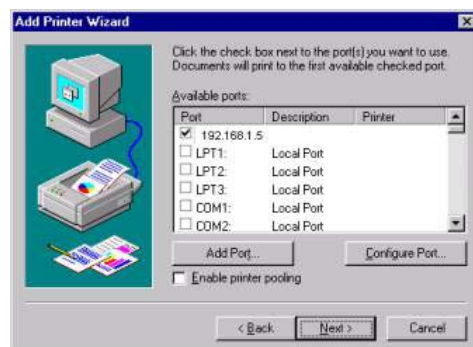 Add Printer Wizard
Click the check box next to the port(s) you want to use.
Documents will print to the first available checked port.
Available ports:
Port Description Printer
192.168.1.5
LPT1: Local Port
LPT2: Local Port
LPT3: Local Port
COM1: Local Port
COM2: Local Port
Add Port... Configure Port...
Enable printer pooling
< Back Next > Cancel